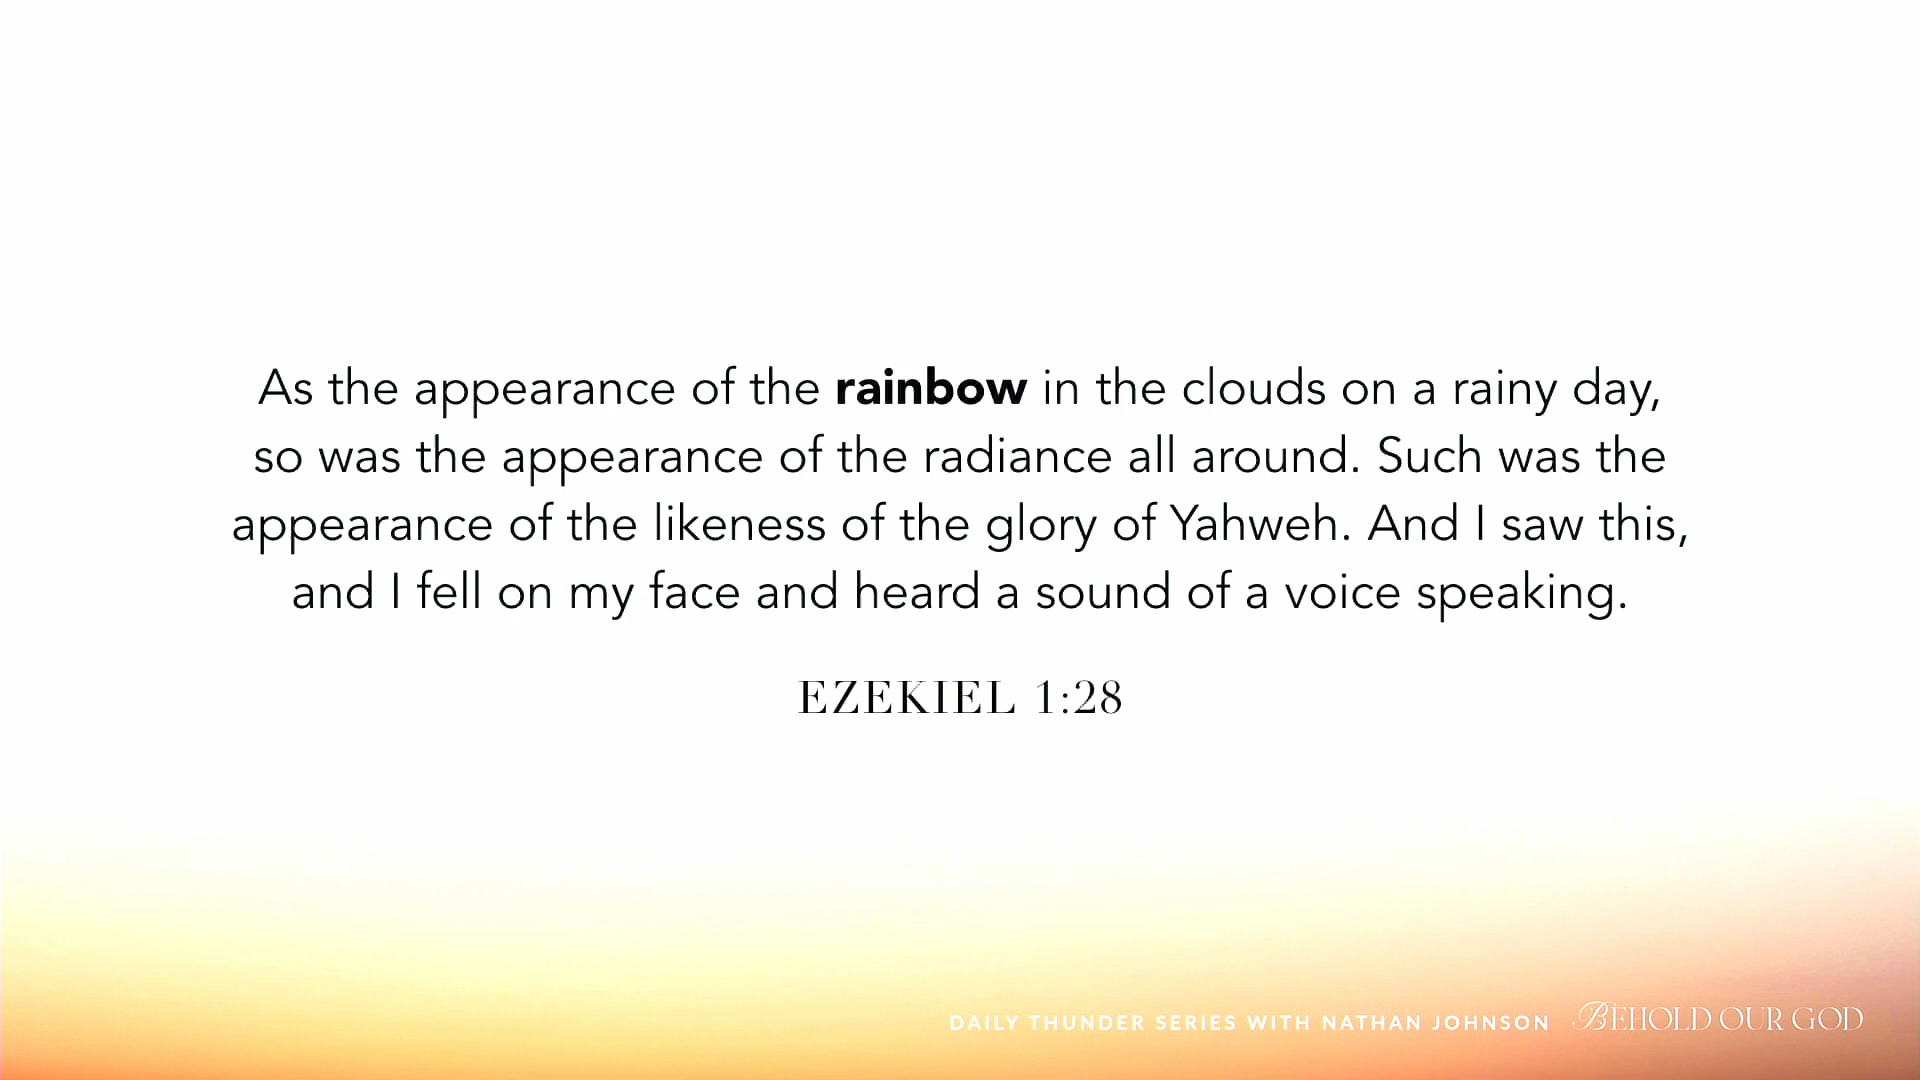 As the appearance of the rainbow in the clouds on a rainy day,
so was the appearance of the radiance all around. Such was the
appearance of the likeness of the glory of Yahweh. And I saw this,
and I fell on my face and heard a sound of a voice speaking.
EZEKIEL 1:28
DAILY THUNDER SERIES WITH NATHAN JOHNSON BEHOLD OUR GOD